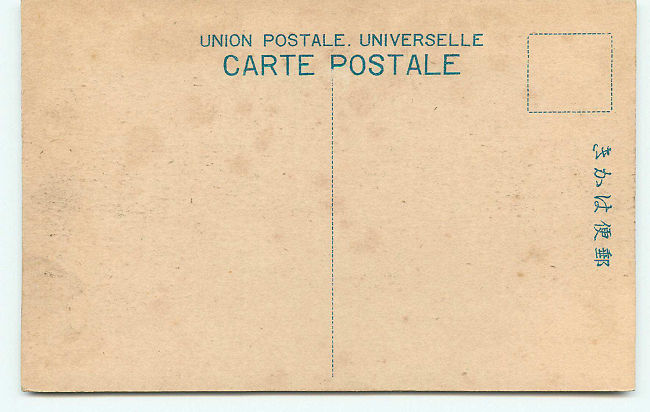 UNION POSTALE. UNIVERSELLE
CARTE POSTALE
きかは便郵